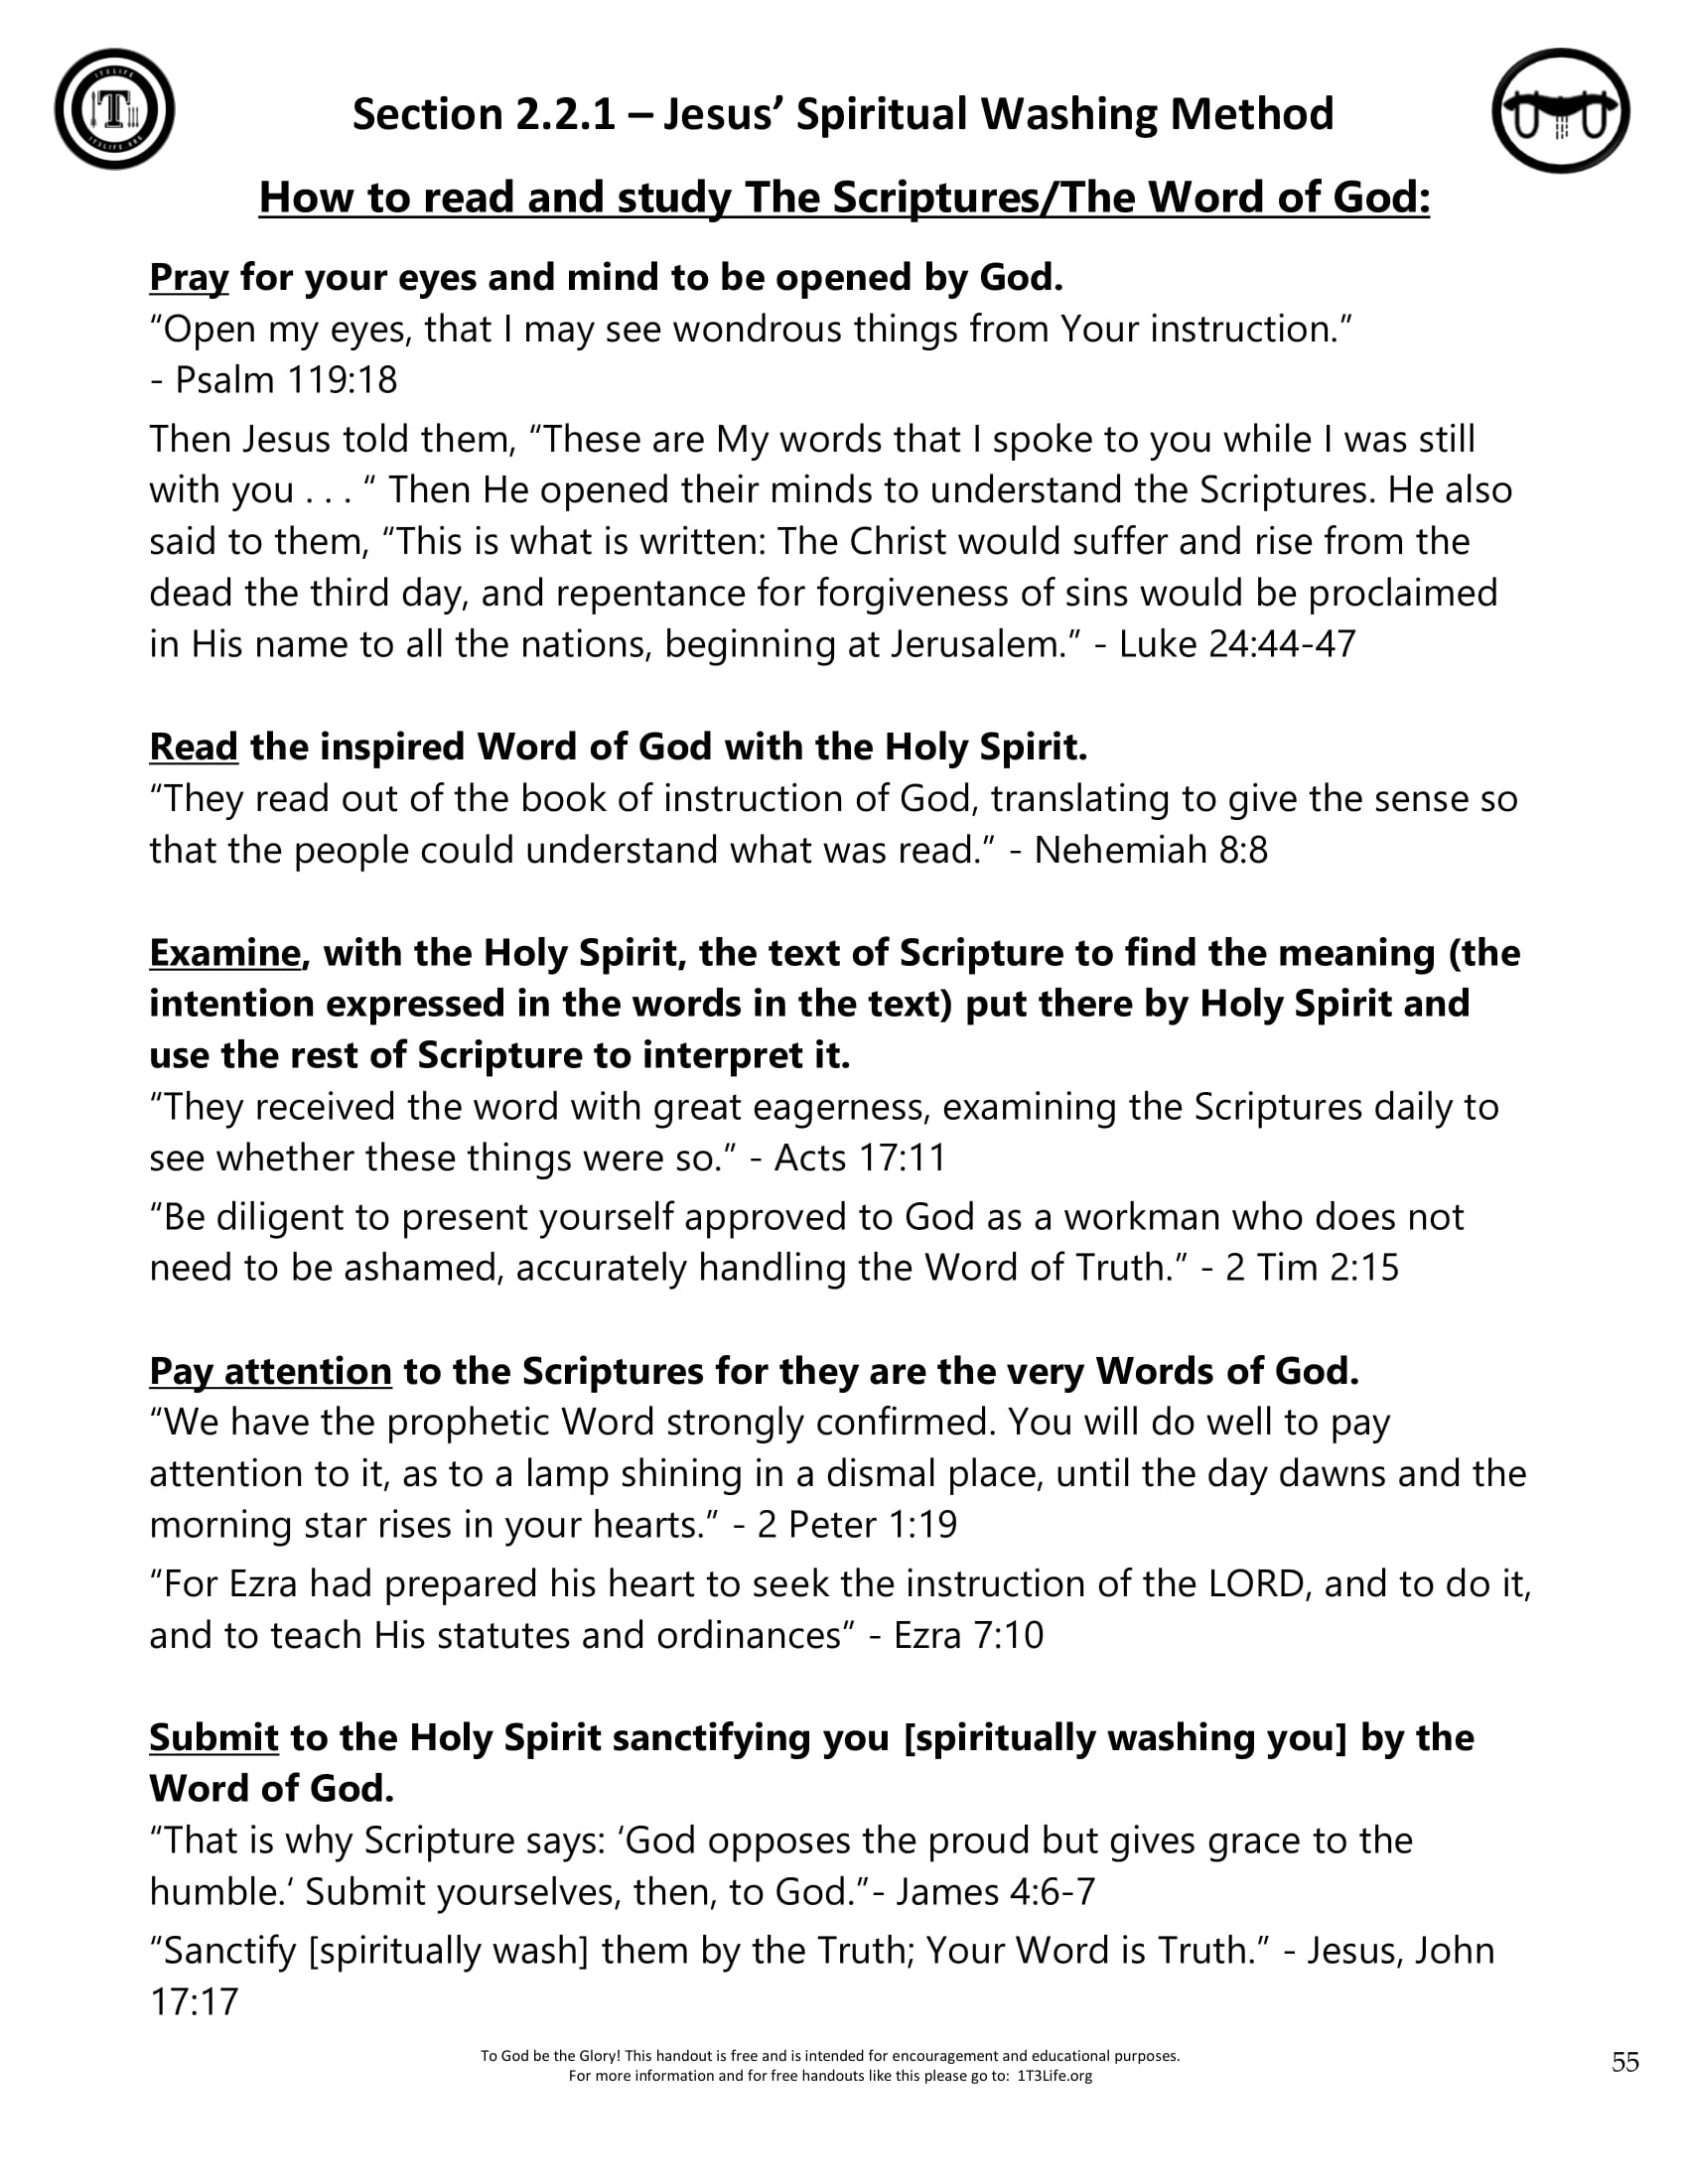 Section 2.2.1 – Jesus’ Spiritual Washing Method
How to read and study The Scriptures/The Word of God:
Pray for your eyes and mind to be opened by God.
“Open my eyes, that I may see wondrous things from Your instruction.”
- Psalm 119:18
Then Jesus told them, “These are My words that I spoke to you while I was still
with you . . . “ Then He opened their minds to understand the Scriptures. He also
said to them, “This is what is written: The Christ would suffer and rise from the
dead the third day, and repentance for forgiveness of sins would be proclaimed
in His name to all the nations, beginning at Jerusalem.” - Luke 24:44-47
Read the inspired Word of God with the Holy Spirit.
“They read out of the book of instruction of God, translating to give the sense so
that the people could understand what was read.” - Nehemiah 8:8
Examine, with the Holy Spirit, the text of Scripture to find the meaning (the
intention expressed in the words in the text) put there by Holy Spirit and
use the rest of Scripture to interpret it.
“They received the word with great eagerness, examining the Scriptures daily to
see whether these things were so.” - Acts 17:11
“Be diligent to present yourself approved to God as a workman who does not
need to be ashamed, accurately handling the Word of Truth.” - 2 Tim 2:15
Pay attention to the Scriptures for they are the very Words of God.
“We have the prophetic Word strongly confirmed. You will do well to pay
attention to it, as to a lamp shining in a dismal place, until the day dawns and the
morning star rises in your hearts.” - 2 Peter 1:19
“For Ezra had prepared his heart to seek the instruction of the LORD, and to do it,
and to teach His statutes and ordinances” - Ezra 7:10
Submit to the Holy Spirit sanctifying you [spiritually washing you] by the
Word of God.
“That is why Scripture says: ‘God opposes the proud but gives grace to the
humble.‘ Submit yourselves, then, to God.”- James 4:6-7
“Sanctify [spiritually wash] them by the Truth; Your Word is Truth.” - Jesus, John
17:17
To God be the Glory! This handout is free and is intended for encouragement and educational purposes.
For more information and for free handouts like this please go to:  1T3Life.org
55